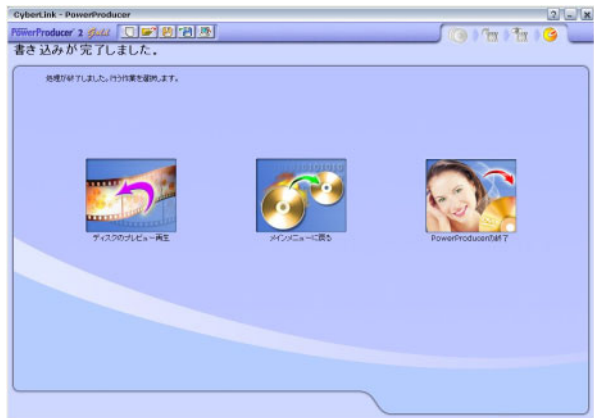 CyberLink - PowerProducer
PowerProducer 2 Gold
書き込みが完了しました。
処理が終了しました。行う作業を選択します。
ディスクのプレビュー再生
メインメニューに戻る
PowerProducerの終了